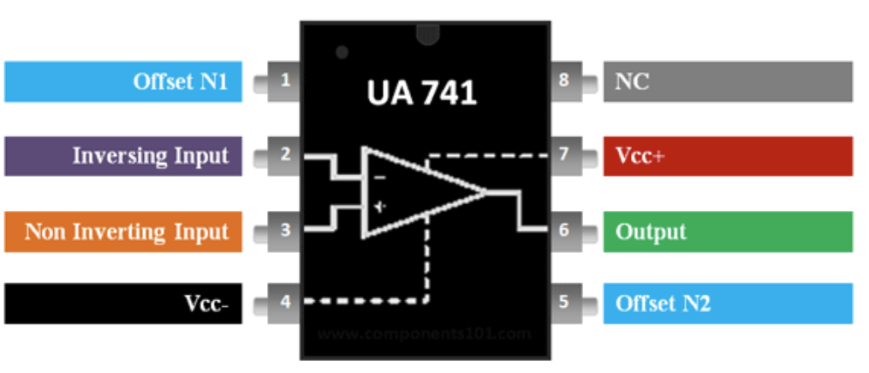 UA 741
Offset N1
1
8
NC
Inversing Input
2
7
Vcc+
−
+
Non Inverting Input
3
6
Output
Vcc-
4
5
Offset N2
www.components101.com